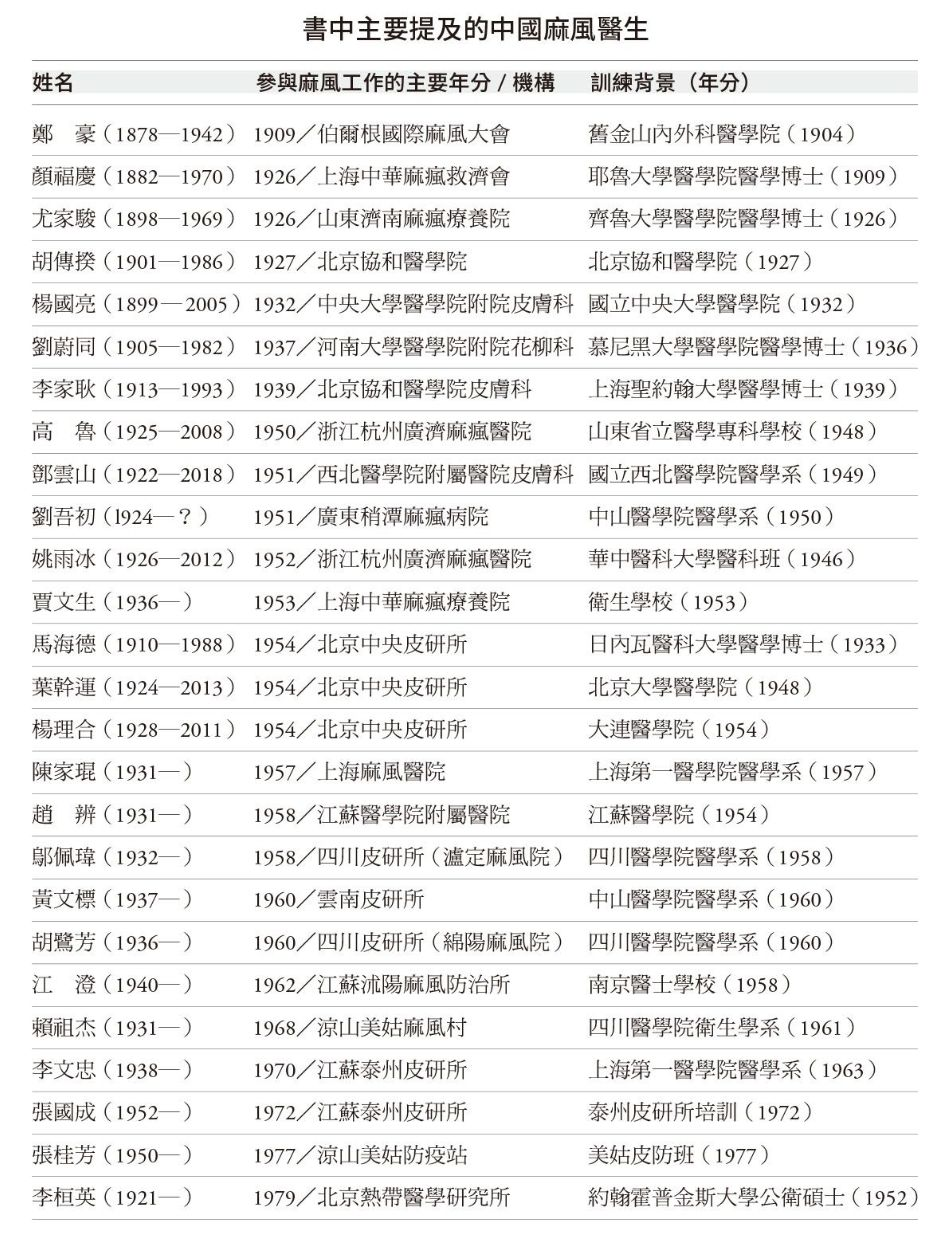 書中主要提及的中國麻風醫生
姓名 參與麻風工作的主要年分 / 機構 訓練背景（年分）
鄭　豪（1878—1942） 1909／伯爾根國際麻風大會 舊金山內外科醫學院（1904）
顏福慶（1882—1970） 1926／上海中華麻瘋救濟會 耶魯大學醫學院醫學博士（1909）
尤家駿（1898—1969） 1926／山東濟南麻瘋療養院 齊魯大學醫學院醫學博士（1926）
胡傳揆（1901—1986） 1927／北京協和醫學院 北京協和醫學院（1927）
楊國亮（1899—2005） 1932／中央大學醫學院附院皮膚科 國立中央大學醫學院（1932）
劉蔚同（1905—1982） 1937／河南大學醫學院附院花柳科 慕尼黑大學醫學院醫學博士（1936）
李家耿（1913—1993） 1939／北京協和醫學院皮膚科 上海聖約翰大學醫學博士（1939）
高　魯（1925—2008） 1950／浙江杭州廣濟麻瘋醫院 山東省立醫學專科學校（1948）
鄧雲山（1922—2018） 1951／西北醫學院附屬醫院皮膚科 國立西北醫學院醫學系（1949）
劉吾初（l924—？） 1951／廣東稍潭麻瘋病院 中山醫學院醫學系（1950）
姚雨冰（1926—2012） 1952／浙江杭州廣濟麻瘋醫院 華中醫科大學醫科班（1946）
賈文生（1936—） 1953／上海中華麻瘋療養院 衛生學校（1953）
馬海德（1910—1988） 1954／北京中央皮研所 日內瓦醫科大學醫學博士（1933）
葉幹運（1924—2013） 1954／北京中央皮研所 北京大學醫學院（1948）
楊理合（1928—2011） 1954／北京中央皮研所 大連醫學院（1954）
陳家琨（1931—） 1957／上海麻風醫院 上海第一醫學院醫學系（1957）
趙　辨（1931—） 1958／江蘇醫學院附屬醫院 江蘇醫學院（1954）
鄔佩瑋（1932—） 1958／四川皮研所（瀘定麻風院） 四川醫學院醫學系（1958）
黃文標（1937—） 1960／雲南皮研所 中山醫學院醫學系（1960）
胡鷺芳（1936—） 1960／四川皮研所（綿陽麻風院） 四川醫學院醫學系（1960）
江　澄（1940—） 1962／江蘇沭陽麻風防治所 南京醫士學校（1958）
賴祖杰（1931—） 1968／涼山美姑麻風村 四川醫學院衛生學系（1961）
李文忠（1938—） 1970／江蘇泰州皮研所 上海第一醫學院醫學系（1963）
張國成（1952—） 1972／江蘇泰州皮研所 泰州皮研所培訓（1972）
張桂芳（1950—） 1977／涼山美姑防疫站 美姑皮防班（1977）
李桓英（1921—） 1979／北京熱帶醫學研究所 約翰霍普金斯大學公衛碩士（1952）